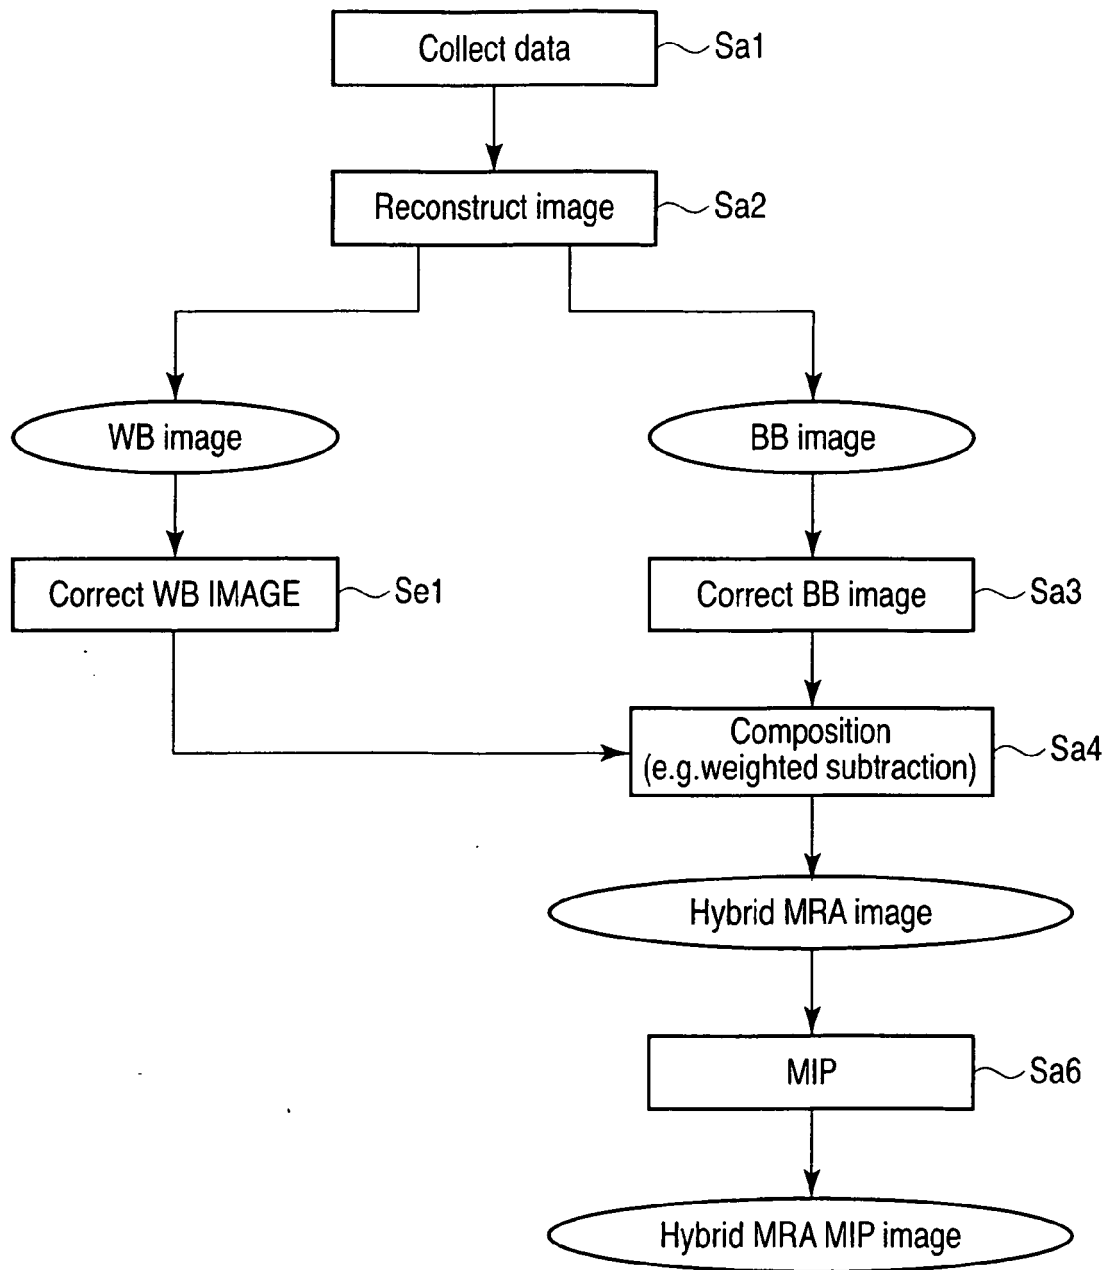 Collect data
Sa1
Reconstruct image
Sa2
WB image
BB image
Correct WB IMAGE
Se1
Correct BB image
Sa3
Composition
(e.g.weighted subtraction)
Sa4
Hybrid MRA image
MIP
Sa6
Hybrid MRA MIP image